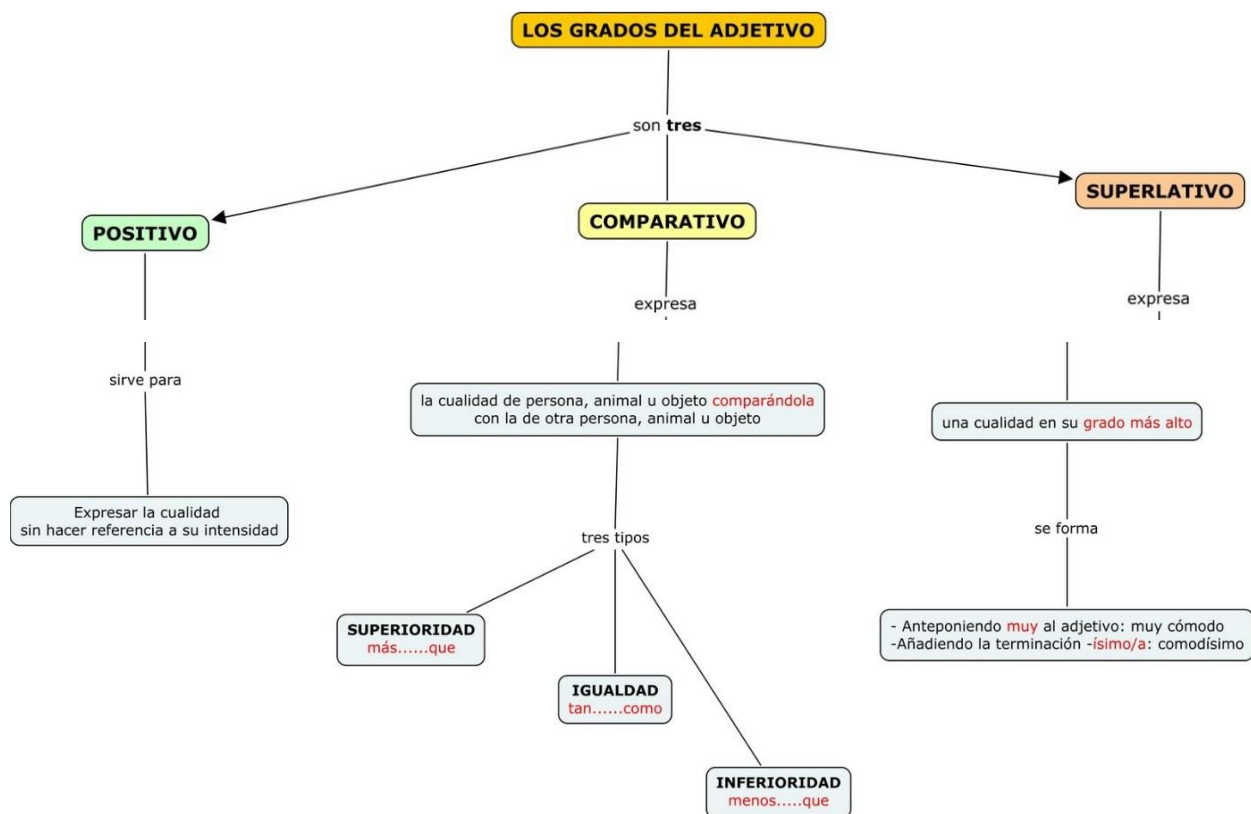 LOS GRADOS DEL ADJETIVO
son tres
POSITIVO
COMPARATIVO
SUPERLATIVO
expresa
expresa
sirve para
la cualidad de persona, animal u objeto comparándola
con la de otra persona, animal u objeto
una cualidad en su grado más alto
Expresar la cualidad
sin hacer referencia a su intensidad
tres tipos
se forma
SUPERIORIDAD
más......que
IGUALDAD
tan......como
INFERIORIDAD
menos.....que
- Anteponiendo muy al adjetivo: muy cómodo
-Añadiendo la terminación -ísimo/a: comodísimo